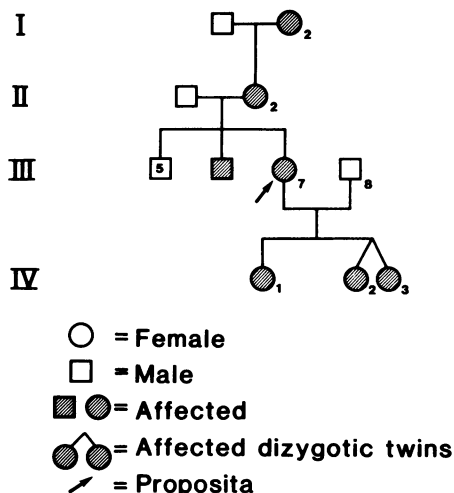 I
2
II
2
III
5
7
8
IV
1
2
3
= Female
= Male
= Affected
= Affected dizygotic twins
= Proposita